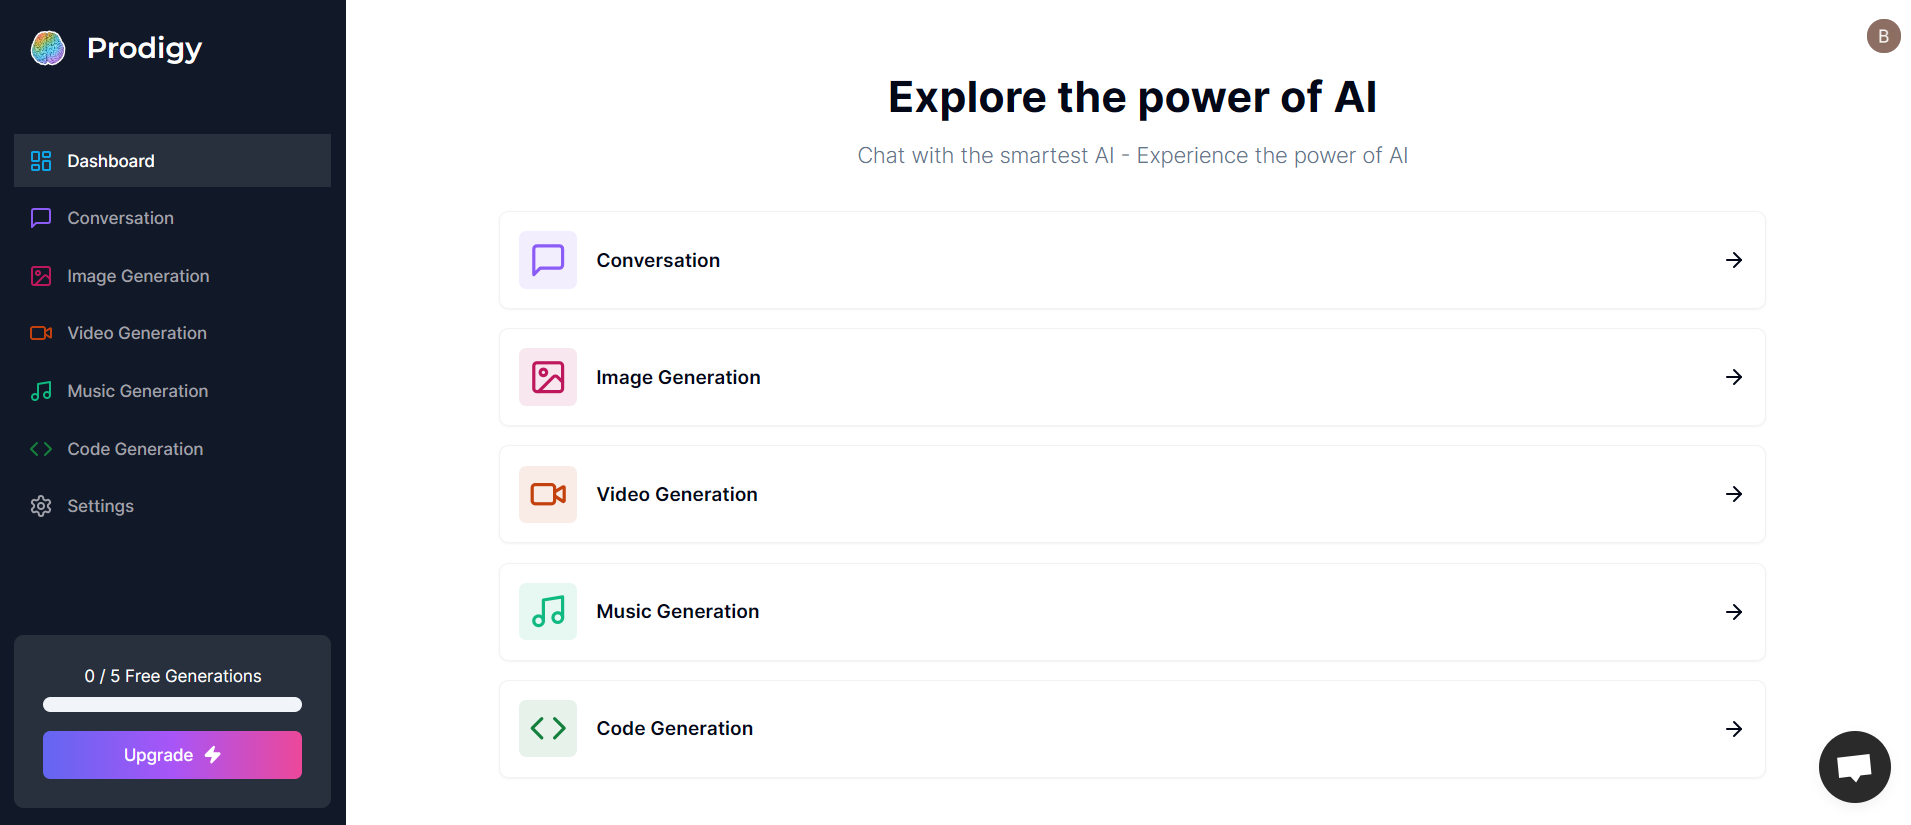 Prodigy
Dashboard
Conversation
Image Generation
Video Generation
Music Generation
Code Generation
Settings
0 / 5 Free Generations
Upgrade
B
Explore the power of AI
Chat with the smartest AI - Experience the power of AI
Conversation
Image Generation
Video Generation
Music Generation
Code Generation